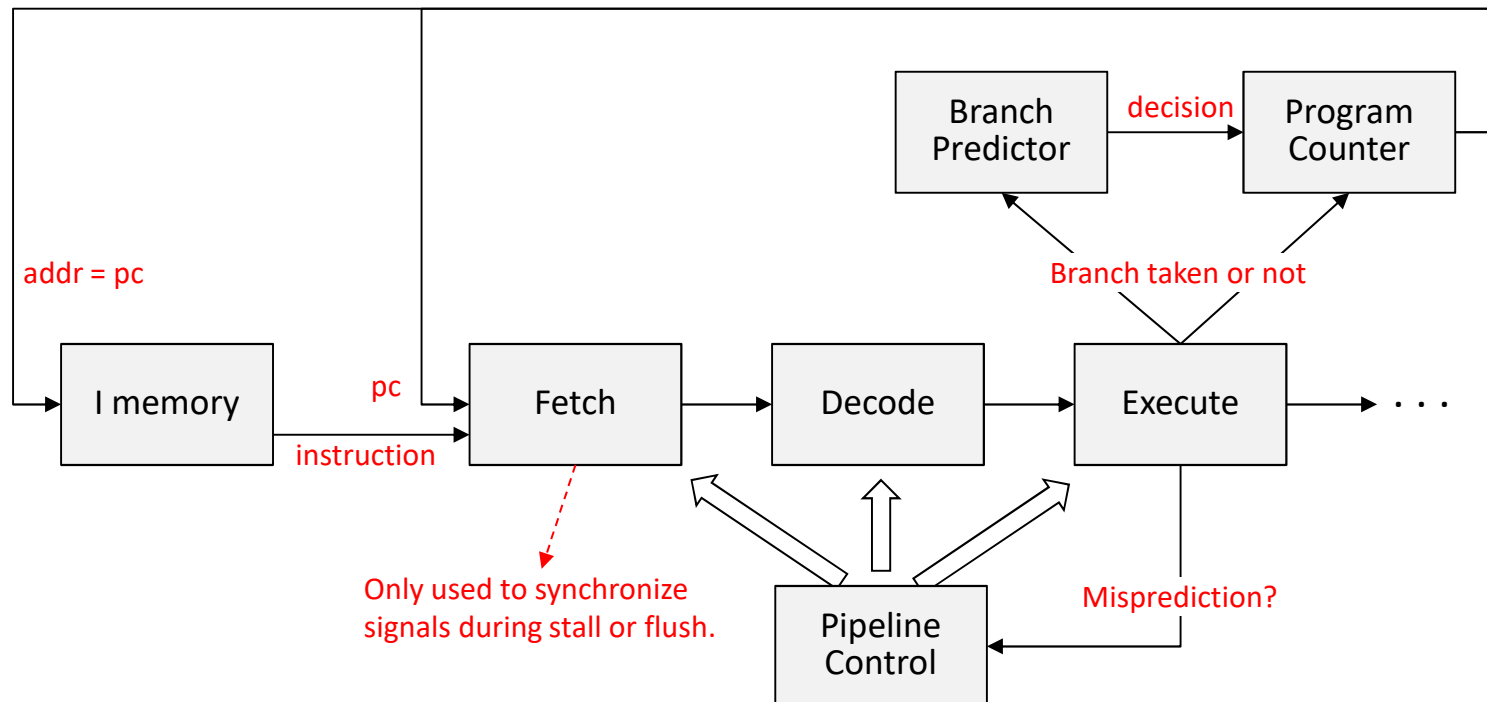 Branch
Predictor
decision
Program
Counter
addr = pc
Branch taken or not
I memory
pc
instruction
Fetch
Decode
Execute
. . .
Only used to synchronize
signals during stall or flush.
Pipeline
Control
Misprediction?